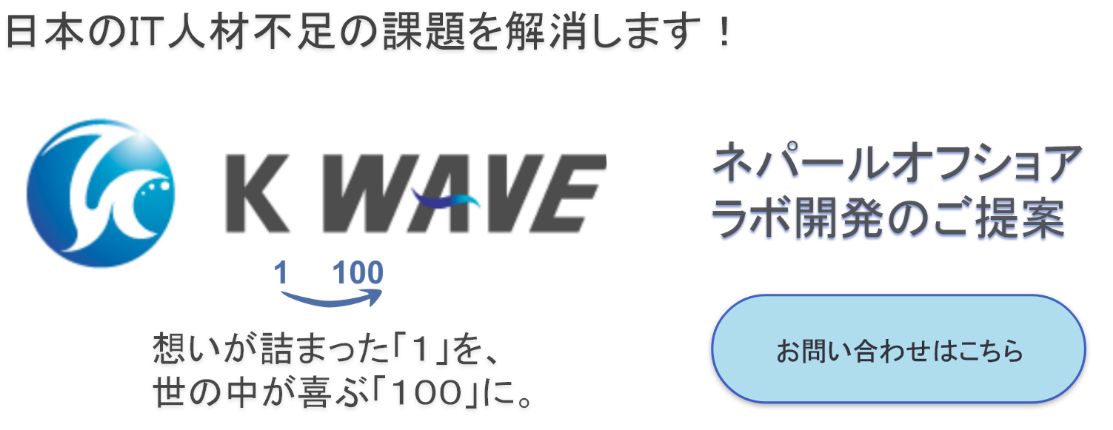 日本のIT人材不足の課題を解消します！
K WAVE
1 100
想いが詰まった「１」を、
世の中が喜ぶ「１００」に。
ネパールオフショア
ラボ開発のご提案
お問い合わせはこちら